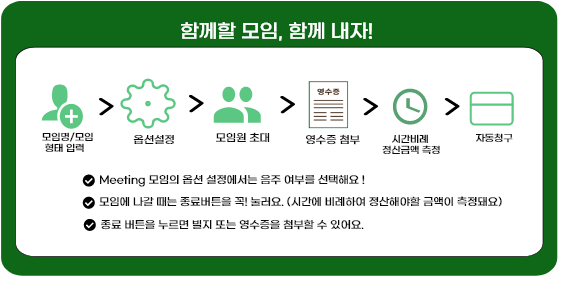 함께할 모임, 함께 내자!
영수증
모임명/모임
형태 입력
옵션설정
모임원 초대
영수증 첨부
시간비례
정산금액 측정
자동청구
Meeting 모임의 옵션 설정에서는 음주 여부를 선택해요 !
모임에 나갈 때는 종료버튼을 꼭! 눌러요. (시간에 비례하여 정산해야할 금액이 측정돼요)
종료 버튼을 누르면 빌지 또는 영수증을 첨부할 수 있어요.